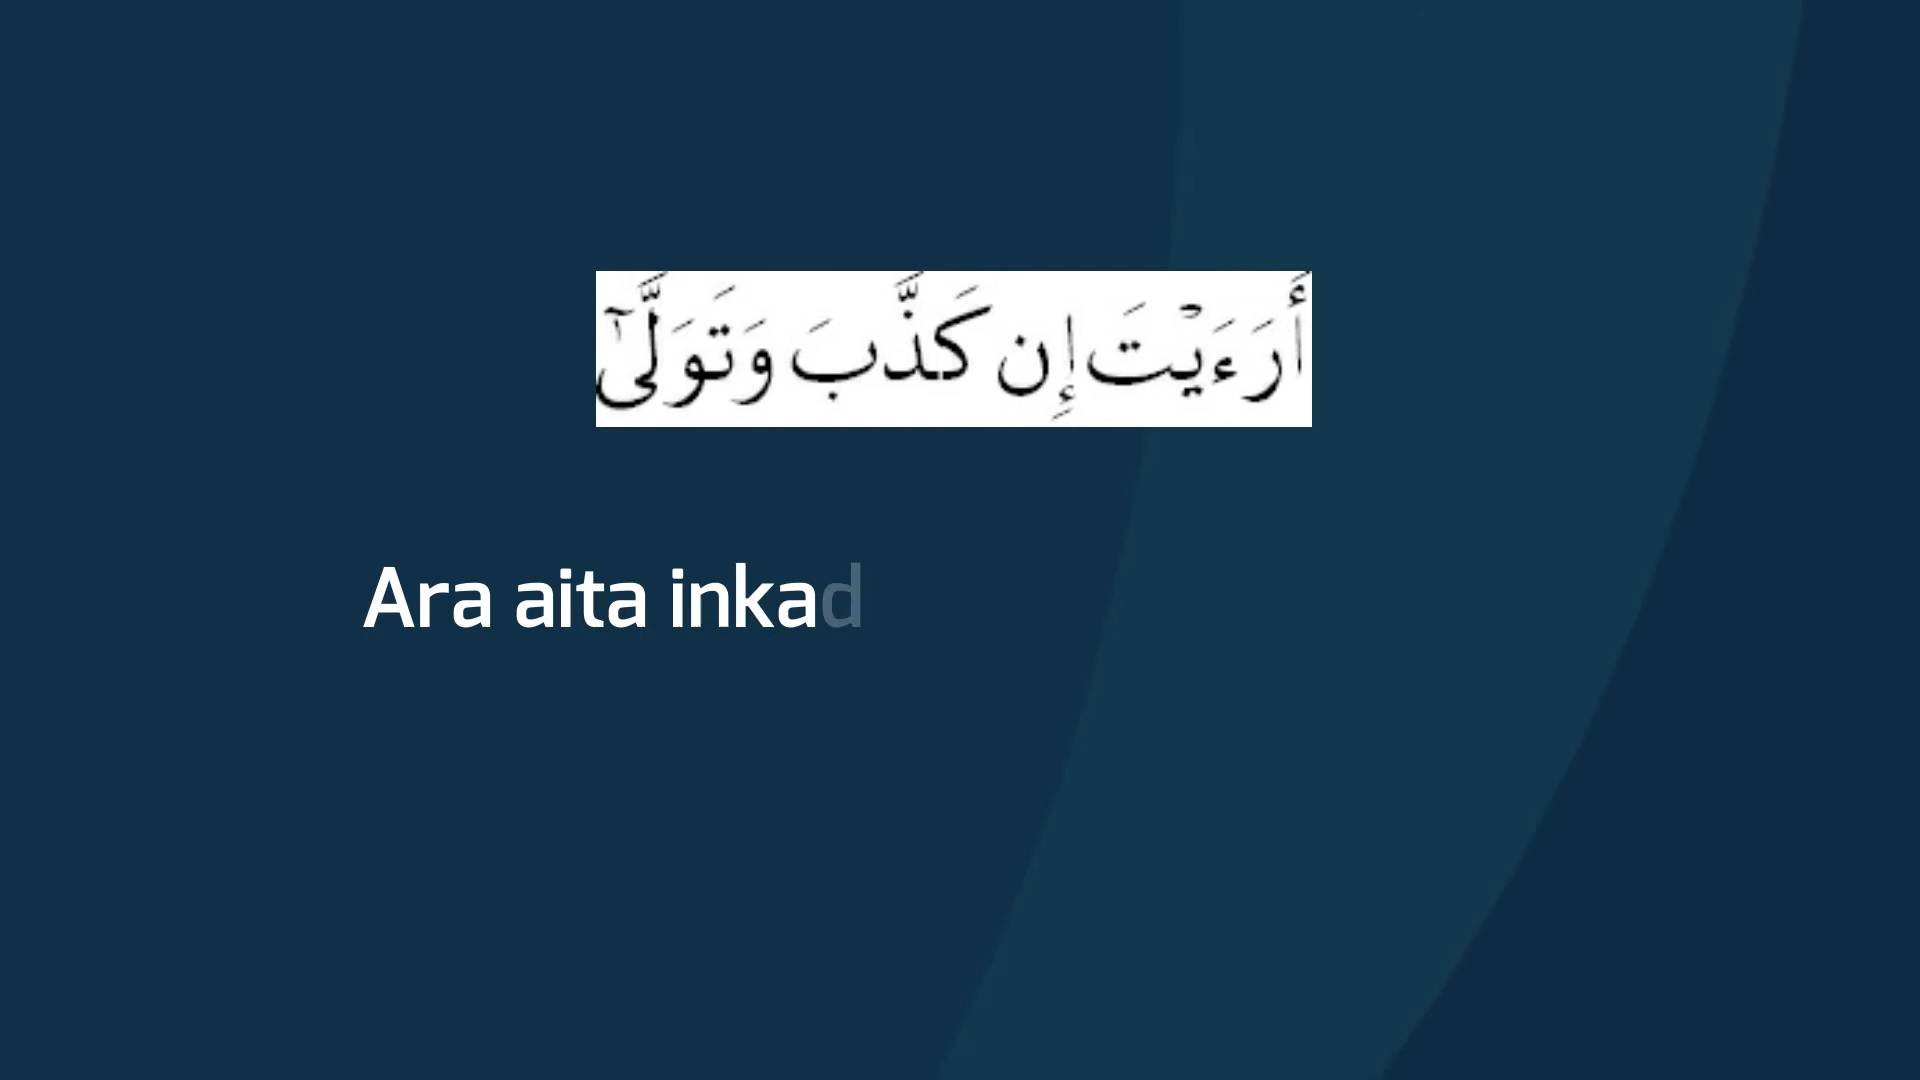 أَرَءَيْتَ إِن كَذَّبَ وَتَوَلَّىٰٓ
Ara aita inkad